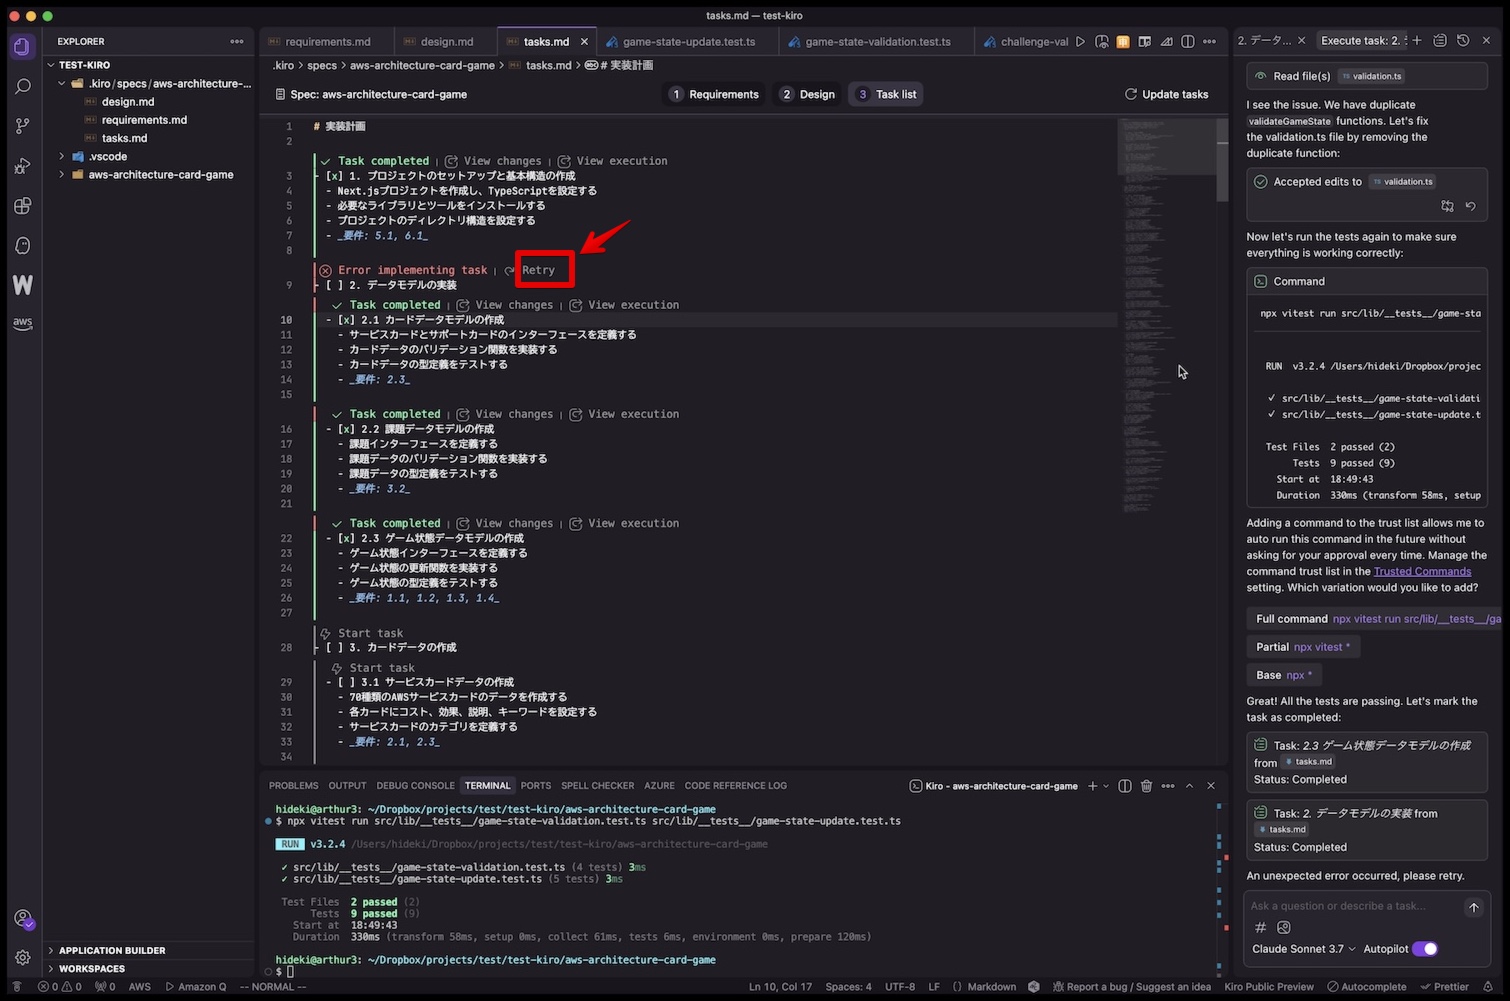 tasks.md — test-kiro
EXPLORER
TEST-KIRO
.kiro / specs / aws-architecture-...
design.md
requirements.md
tasks.md
.vscode
aws-architecture-card-game
APPLICATION BUILDER
WORKSPACES
requirements.md
design.md
tasks.md
game-state-update.test.ts
game-state-validation.test.ts
challenge-val
.kiro > specs > aws-architecture-card-game > tasks.md > # 実装計画
Spec: aws-architecture-card-game
1 Requirements
2 Design
3 Task list
Update tasks
1 # 実装計画
2
Task completed | View changes | View execution
3 - [x] 1. プロジェクトのセットアップと基本構造の作成
4 - Next.jsプロジェクトを作成し、TypeScriptを設定する
5 - 必要なライブラリとツールをインストールする
6 - プロジェクトのディレクトリ構造を設定する
7 - _要件: 5.1, 6.1_
8
Error implementing task | Retry
9 - [ ] 2. データモデルの実装
Task completed | View changes | View execution
10 - [x] 2.1 カードデータモデルの作成
11 - サービスカードとサポートカードのインターフェースを定義する
12 - カードデータのバリデーション関数を実装する
13 - カードデータの型定義をテストする
14 - _要件: 2.3_
15
Task completed | View changes | View execution
16 - [x] 2.2 課題データモデルの作成
17 - 課題インターフェースを定義する
18 - 課題データのバリデーション関数を実装する
19 - 課題データの型定義をテストする
20 - _要件: 3.2_
21
Task completed | View changes | View execution
22 - [x] 2.3 ゲーム状態データモデルの作成
23 - ゲーム状態インターフェースを定義する
24 - ゲーム状態の更新関数を実装する
25 - ゲーム状態の型定義をテストする
26 - _要件: 1.1, 1.2, 1.3, 1.4_
27
Start task
28 - [ ] 3. カードデータの作成
Start task
29 - [ ] 3.1 サービスカードデータの作成
30 - 70種類のAWSサービスカードのデータを作成する
31 - 各カードにコスト、効果、説明、キーワードを設定する
32 - サービスカードのカテゴリを定義する
33 - _要件: 2.1, 2.3_
34
PROBLEMS OUTPUT DEBUG CONSOLE TERMINAL PORTS SPELL CHECKER AZURE CODE REFERENCE LOG
Kiro - aws-architecture-card-game
hideki@arthur3: ~/Dropbox/projects/test/test-kiro/aws-architecture-card-game
$ npx vitest run src/lib/__tests__/game-state-validation.test.ts src/lib/__tests__/game-state-update.test.ts
RUN v3.2.4 /Users/hideki/Dropbox/projects/test/test-kiro/aws-architecture-card-game
✓ src/lib/__tests__/game-state-validation.test.ts (4 tests) 3ms
✓ src/lib/__tests__/game-state-update.test.ts (5 tests) 3ms
Test Files 2 passed (2)
Tests 9 passed (9)
Start at 18:49:43
Duration 330ms (transform 58ms, setup 0ms, collect 61ms, tests 6ms, environment 0ms, prepare 120ms)
hideki@arthur3: ~/Dropbox/projects/test/test-kiro/aws-architecture-card-game
$
2. データ...
Execute task: 2.
Read file(s) validation.ts
I see the issue. We have duplicate
validateGameState functions. Let's fix
the validation.ts file by removing the
duplicate function:
Accepted edits to validation.ts
Now let's run the tests again to make sure
everything is working correctly:
Command
npx vitest run src/lib/__tests__/game-sta
RUN v3.2.4 /Users/hideki/Dropbox/projec
✓ src/lib/__tests__/game-state-validati
✓ src/lib/__tests__/game-state-update.t
Test Files 2 passed (2)
Tests 9 passed (9)
Start at 18:49:43
Duration 330ms (transform 58ms, setup
Adding a command to the trust list allows me to
auto run this command in the future without
asking for your approval every time. Manage the
command trust list in the Trusted Commands
setting. Which variation would you like to add?
Full command npx vitest run src/lib/__tests__/ga
Partial npx vitest *
Base npx *
Great! All the tests are passing. Let's mark the
task as completed:
Task: 2.3 ゲーム状態データモデルの作成
from tasks.md
Status: Completed
Task: 2. データモデルの実装 from
tasks.md
Status: Completed
An unexpected error occurred, please retry.
Ask a question or describe a task...
Claude Sonnet 3.7
Autopilot
0 0 0 AWS Amazon Q -- NORMAL --
Ln 10, Col 17 Spaces: 4 UTF-8 LF {} Markdown Report a bug / Suggest an idea Kiro Public Preview Autocomplete Prettier
W
aws